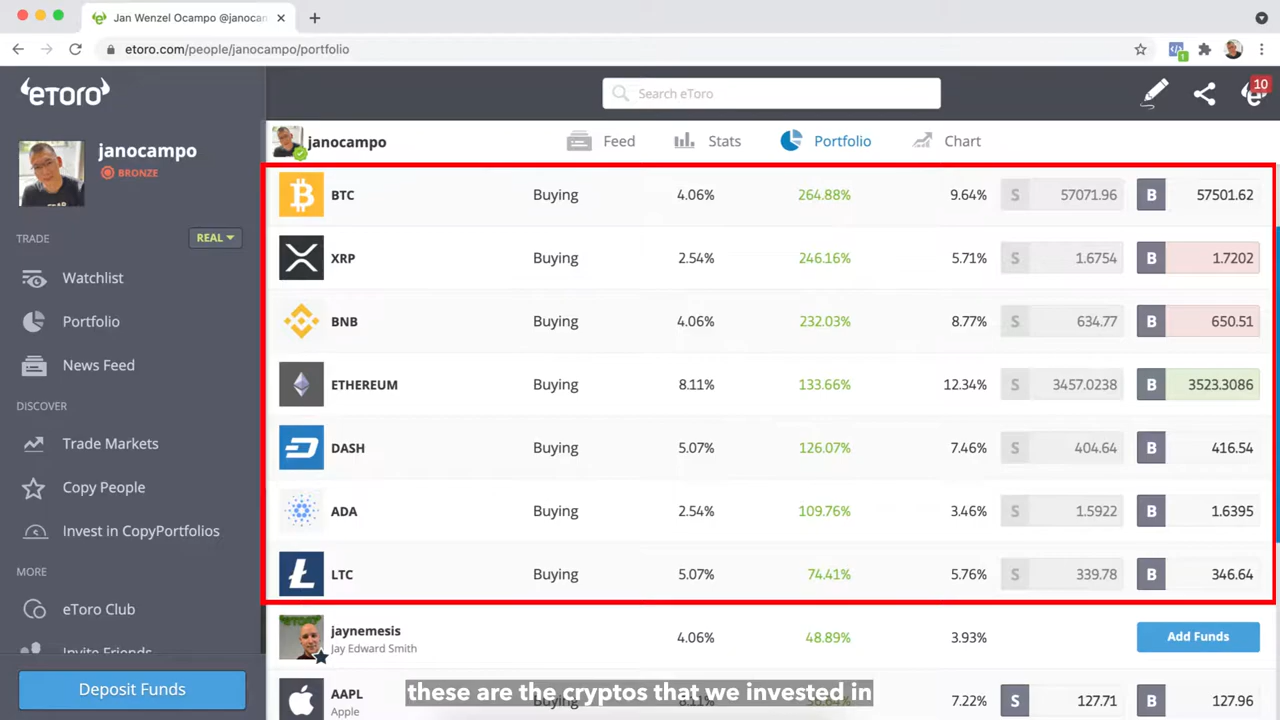 Jan Wenzel Ocampo @janocam
etoro.com/people/janocampo/portfolio
1
eToro
Search eToro
10
janocampo
BRONZE
janocampo
Feed
Stats
Portfolio
Chart
TRADE
REAL
Watchlist
Portfolio
News Feed
DISCOVER
Trade Markets
Copy People
Invest in CopyPortfolios
MORE
eToro Club
Invite Friends
Deposit Funds
BTC Buying 4.06% 264.88% 9.64% S 57071.96 B 57501.62
XRP Buying 2.54% 246.16% 5.71% S 1.6754 B 1.7202
BNB Buying 4.06% 232.03% 8.77% S 634.77 B 650.51
ETHEREUM Buying 8.11% 133.66% 12.34% S 3457.0238 B 3523.3086
DASH Buying 5.07% 126.07% 7.46% S 404.64 B 416.54
ADA Buying 2.54% 109.76% 3.46% S 1.5922 B 1.6395
LTC Buying 5.07% 74.41% 5.76% S 339.78 B 346.64
jaynemesis 4.06% 48.89% 3.93% Add Funds
Jay Edward Smith
AAPL 7.22% S 127.71 B 127.96
Apple
these are the cryptos that we invested in